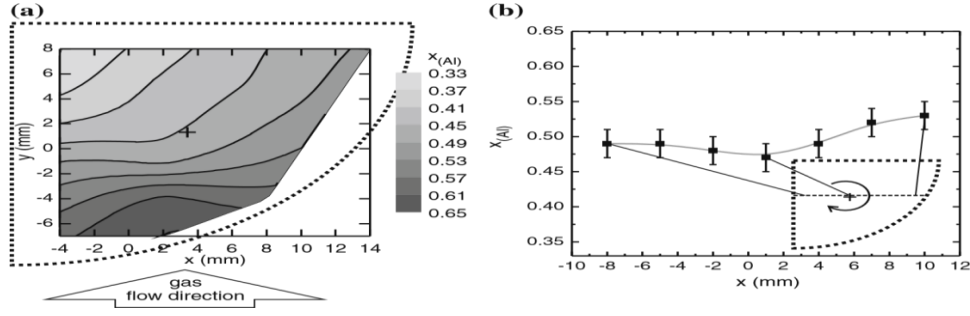 (a)
8
6
4
2
0
-2
-4
-6
y (mm)
-4 -2 0 2 4 6 8 10 12 14
x (mm)
gas
flow direction
x(Al)
0.33
0.37
0.41
0.45
0.49
0.53
0.57
0.61
0.65
(b)
0.65
0.60
0.55
0.50
0.45
0.40
0.35
x(Al)
-10 -8 -6 -4 -2 0 2 4 6 8 10 12
x (mm)